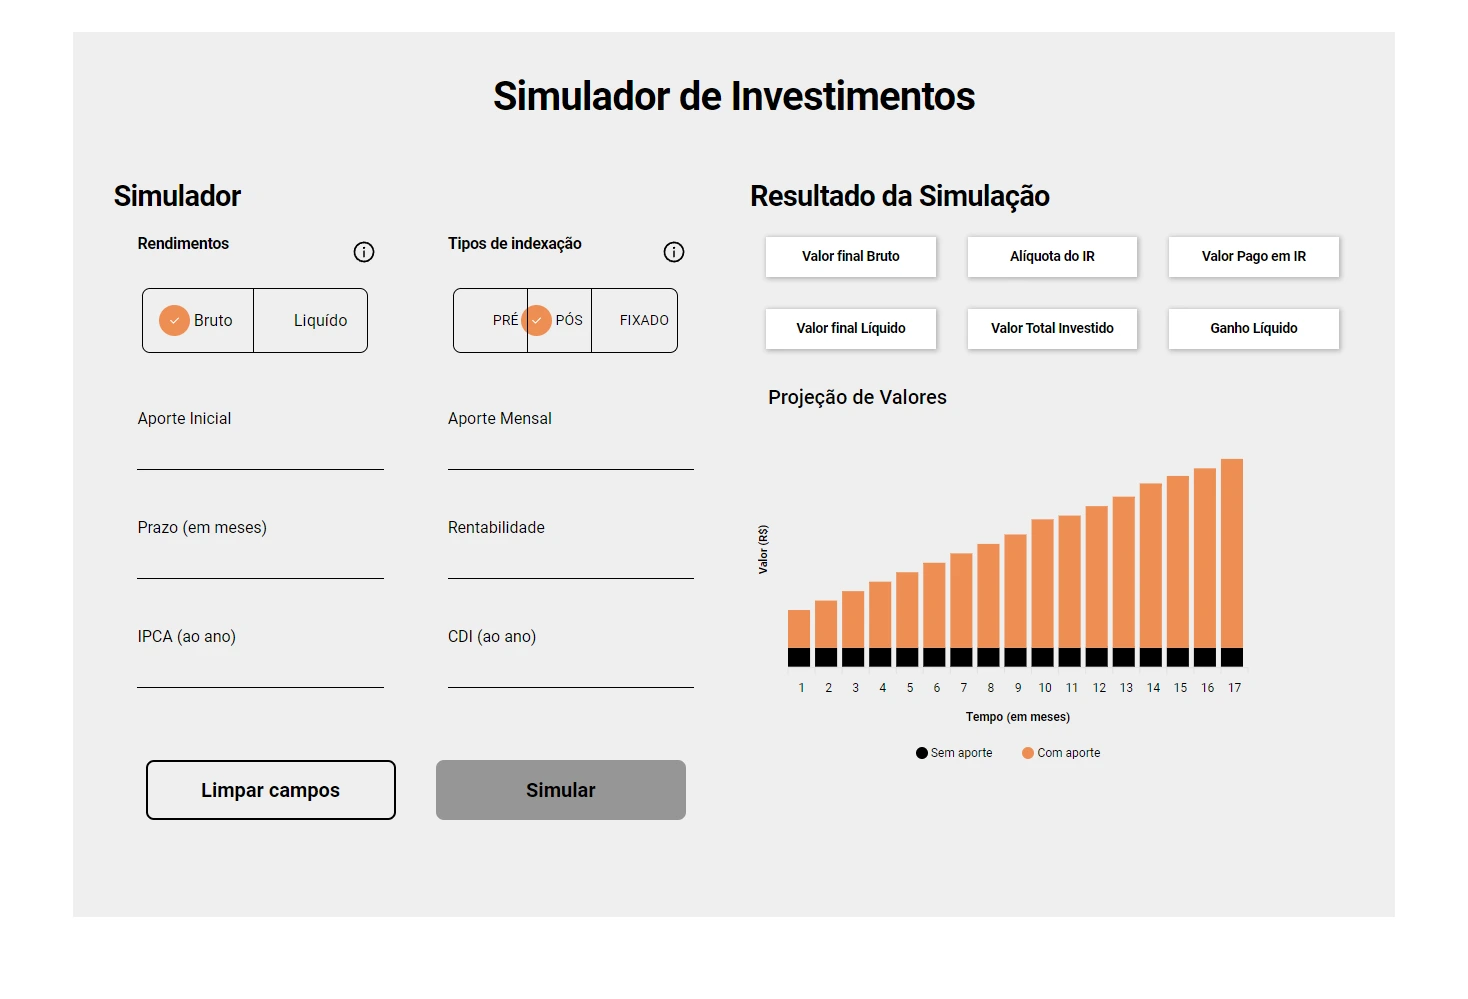 Simulador de Investimentos
Simulador
Rendimentos
Tipos de indexação
Bruto
Liquído
PRÉ
PÓS
FIXADO
Aporte Inicial
Aporte Mensal
Prazo (em meses)
Rentabilidade
IPCA (ao ano)
CDI (ao ano)
Limpar campos
Simular
Resultado da Simulação
Valor final Bruto
Alíquota do IR
Valor Pago em IR
Valor final Líquido
Valor Total Investido
Ganho Líquido
Projeção de Valores
Valor (R$)
1 2 3 4 5 6 7 8 9 10 11 12 13 14 15 16 17
Tempo (em meses)
Sem aporte
Com aporte